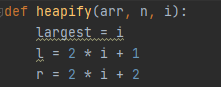 def heapify(arr, n, i):
    largest = i
    l = 2 * i + 1
    r = 2 * i + 2